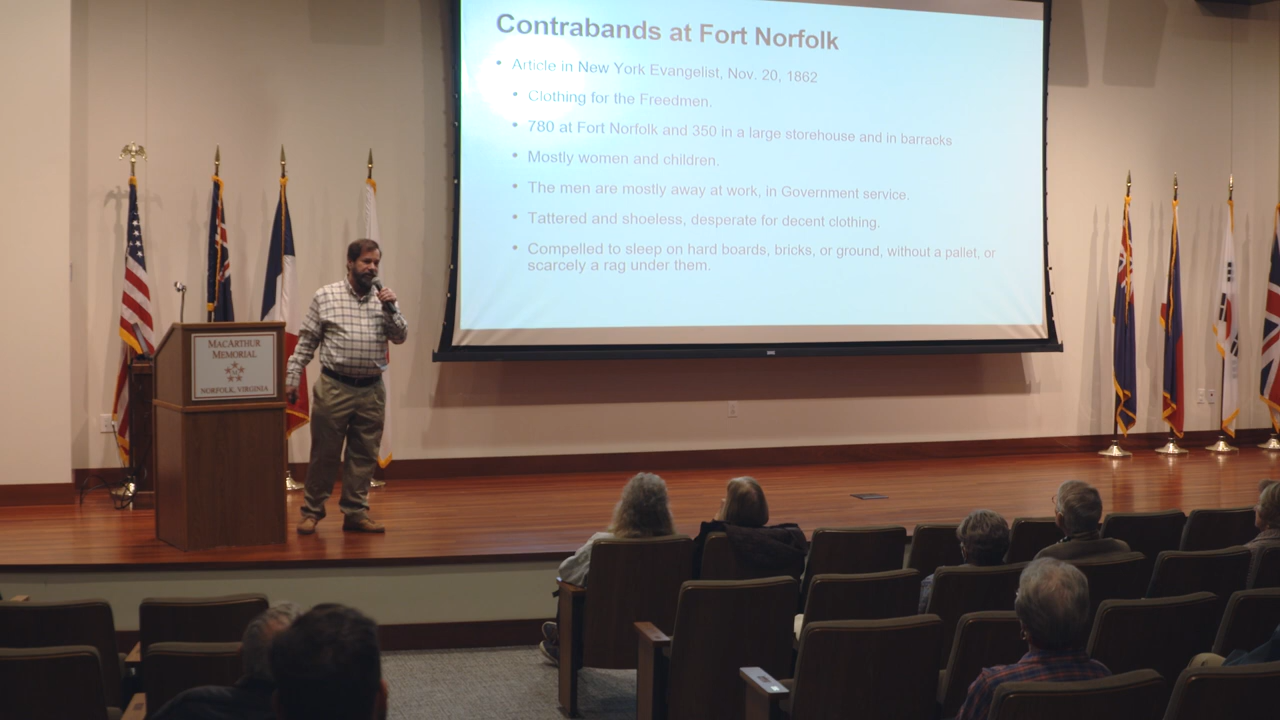 Contrabands at Fort Norfolk
• Article in New York Evangelist, Nov. 20, 1862
• Clothing for the Freedmen.
• 780 at Fort Norfolk and 350 in a large storehouse and in barracks
• Mostly women and children.
• The men are mostly away at work, in Government service.
• Tattered and shoeless, desperate for decent clothing.
• Compelled to sleep on hard boards, bricks, or ground, without a pallet, or
scarcely a rag under them.
MACARTHUR
MEMORIAL
NORFOLK, VIRGINIA